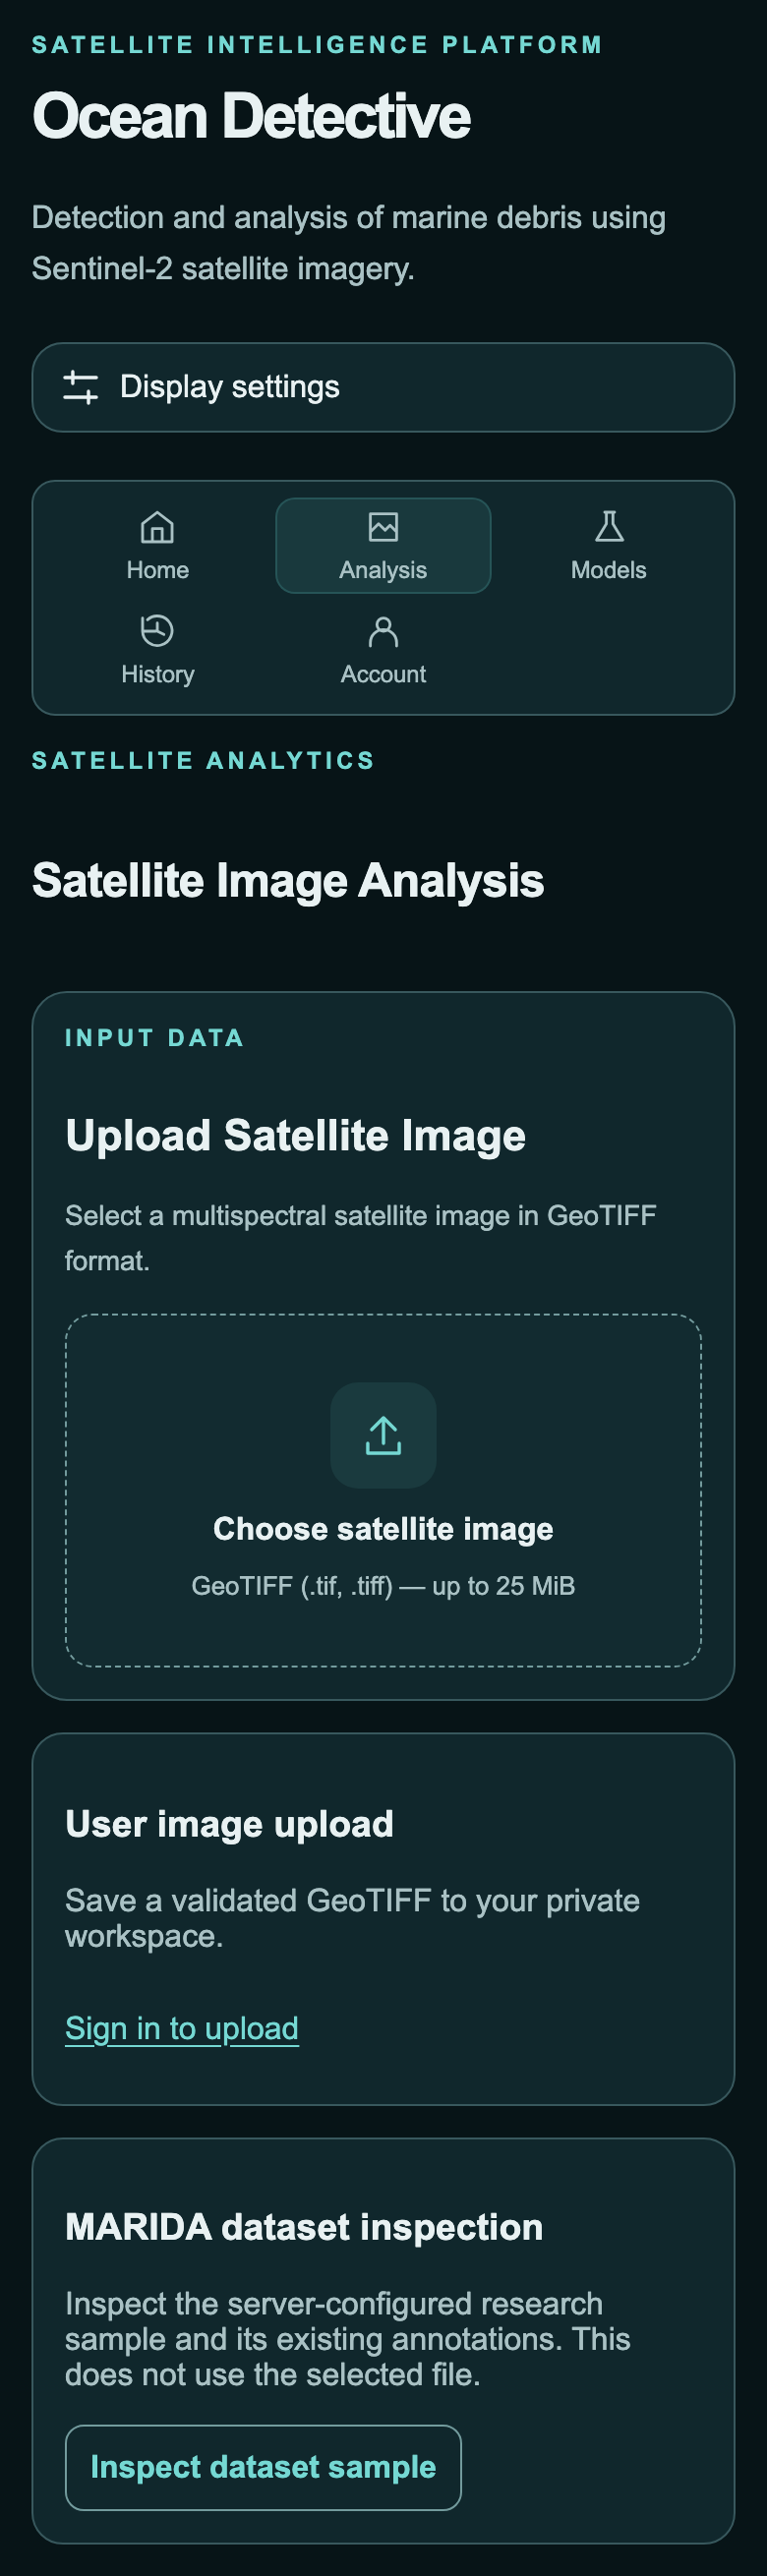 SATELLITE INTELLIGENCE PLATFORM
Ocean Detective
Detection and analysis of marine debris using
Sentinel-2 satellite imagery.
Display settings
Home
Analysis
Models
History
Account
SATELLITE ANALYTICS
Satellite Image Analysis
INPUT DATA
Upload Satellite Image
Select a multispectral satellite image in GeoTIFF
format.
Choose satellite image
GeoTIFF (.tif, .tiff) — up to 25 MiB
User image upload
Save a validated GeoTIFF to your private
workspace.
Sign in to upload
MARIDA dataset inspection
Inspect the server-configured research
sample and its existing annotations. This
does not use the selected file.
Inspect dataset sample